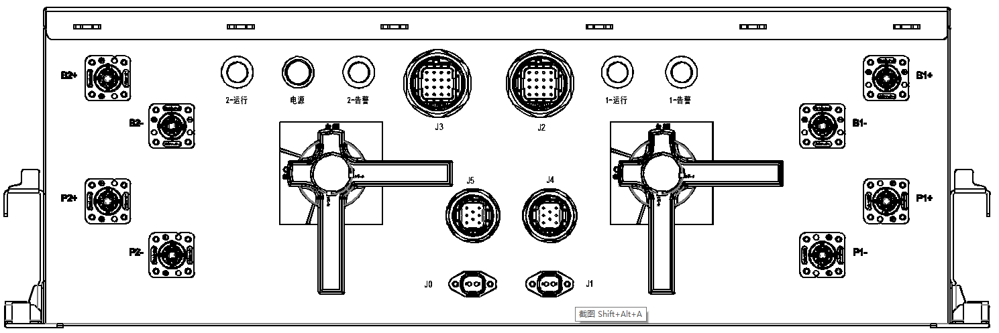 B2+
B1+
2-运行
电源
2-告警
1-运行
1-告警
B2-
J3
J2
B1-
J5
J4
P2+
P1+
P2-
P1-
J0
J1
截图 Shift+Alt+A